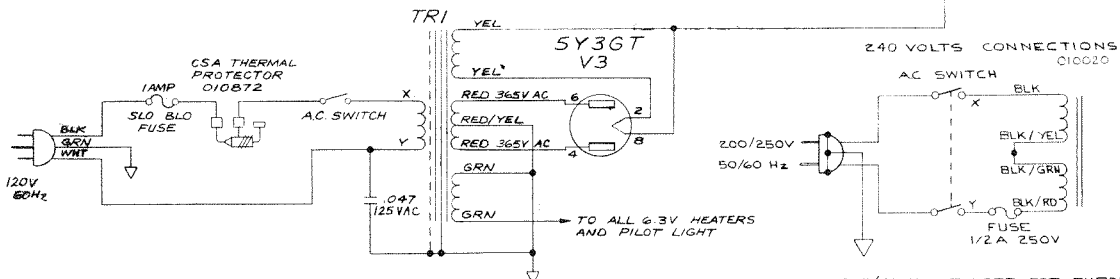 TR1
YEL
5Y3GT
V3
YEL
RED 365V AC
6
2
RED/YEL
8
RED 365V AC
4
GRN
GRN
TO ALL 6.3V HEATERS
AND PILOT LIGHT
CSA THERMAL
PROTECTOR
010872
1AMP
SLO BLO
FUSE
A.C. SWITCH
X
Y
BLK
GRN
WHT
120V
60Hz
.047
125VAC
240 VOLTS CONNECTIONS
010020
A.C. SWITCH
X
BLK
BLK/YEL
BLK/GRN
BLK/RD
Y
200/250V
50/60 Hz
FUSE
1/2 A 250V